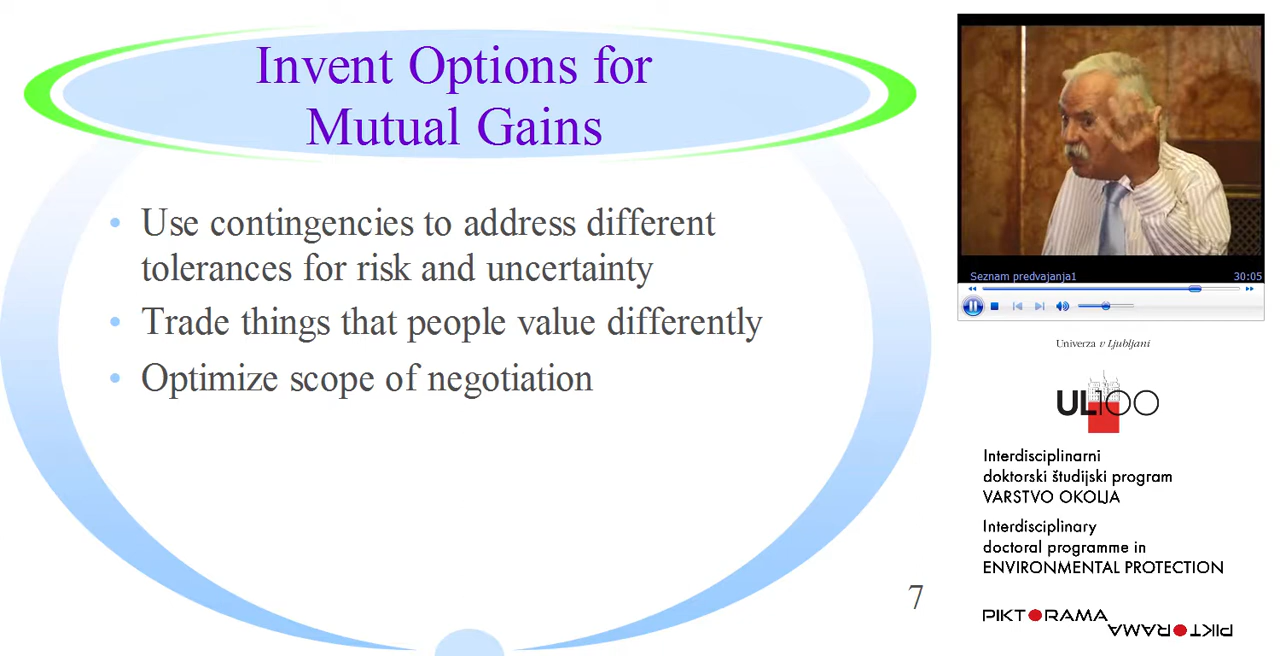 Invent Options for
Mutual Gains
• Use contingencies to address different
tolerances for risk and uncertainty
• Trade things that people value differently
• Optimize scope of negotiation
7
Seznam predvajanja1 30:05
Univerza v Ljubljani
UL100
Interdisciplinarni
doktorski študijski program
VARSTVO OKOLJA
Interdisciplinary
doctoral programme in
ENVIRONMENTAL PROTECTION
PIKTORAMA
PIKTORAMA